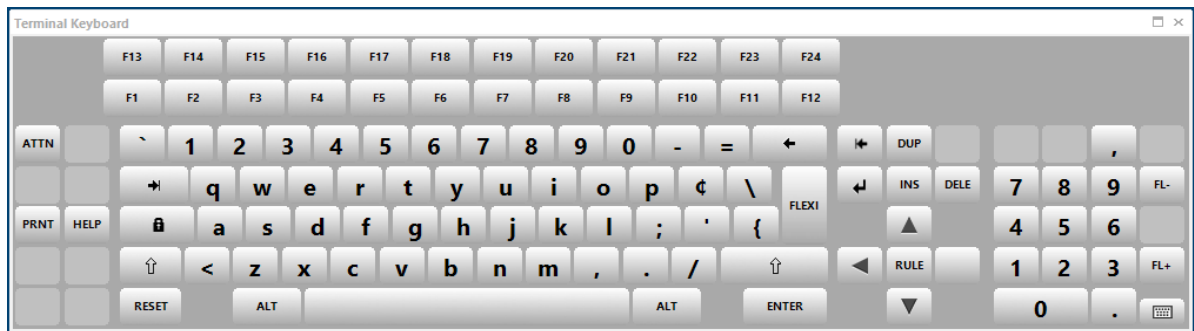 Terminal Keyboard
F13 F14 F15 F16 F17 F18 F19 F20 F21 F22 F23 F24
F1 F2 F3 F4 F5 F6 F7 F8 F9 F10 F11 F12
ATTN ` 1 2 3 4 5 6 7 8 9 0 - = DUP ,
q w e r t y u i o p ¢ \ FLEXI INS DELE 7 8 9 FL-
PRNT HELP a s d f g h j k l ; ' { 4 5 6
< z x c v b n m , . / RULE 1 2 3 FL+
RESET ALT ALT ENTER 0 .